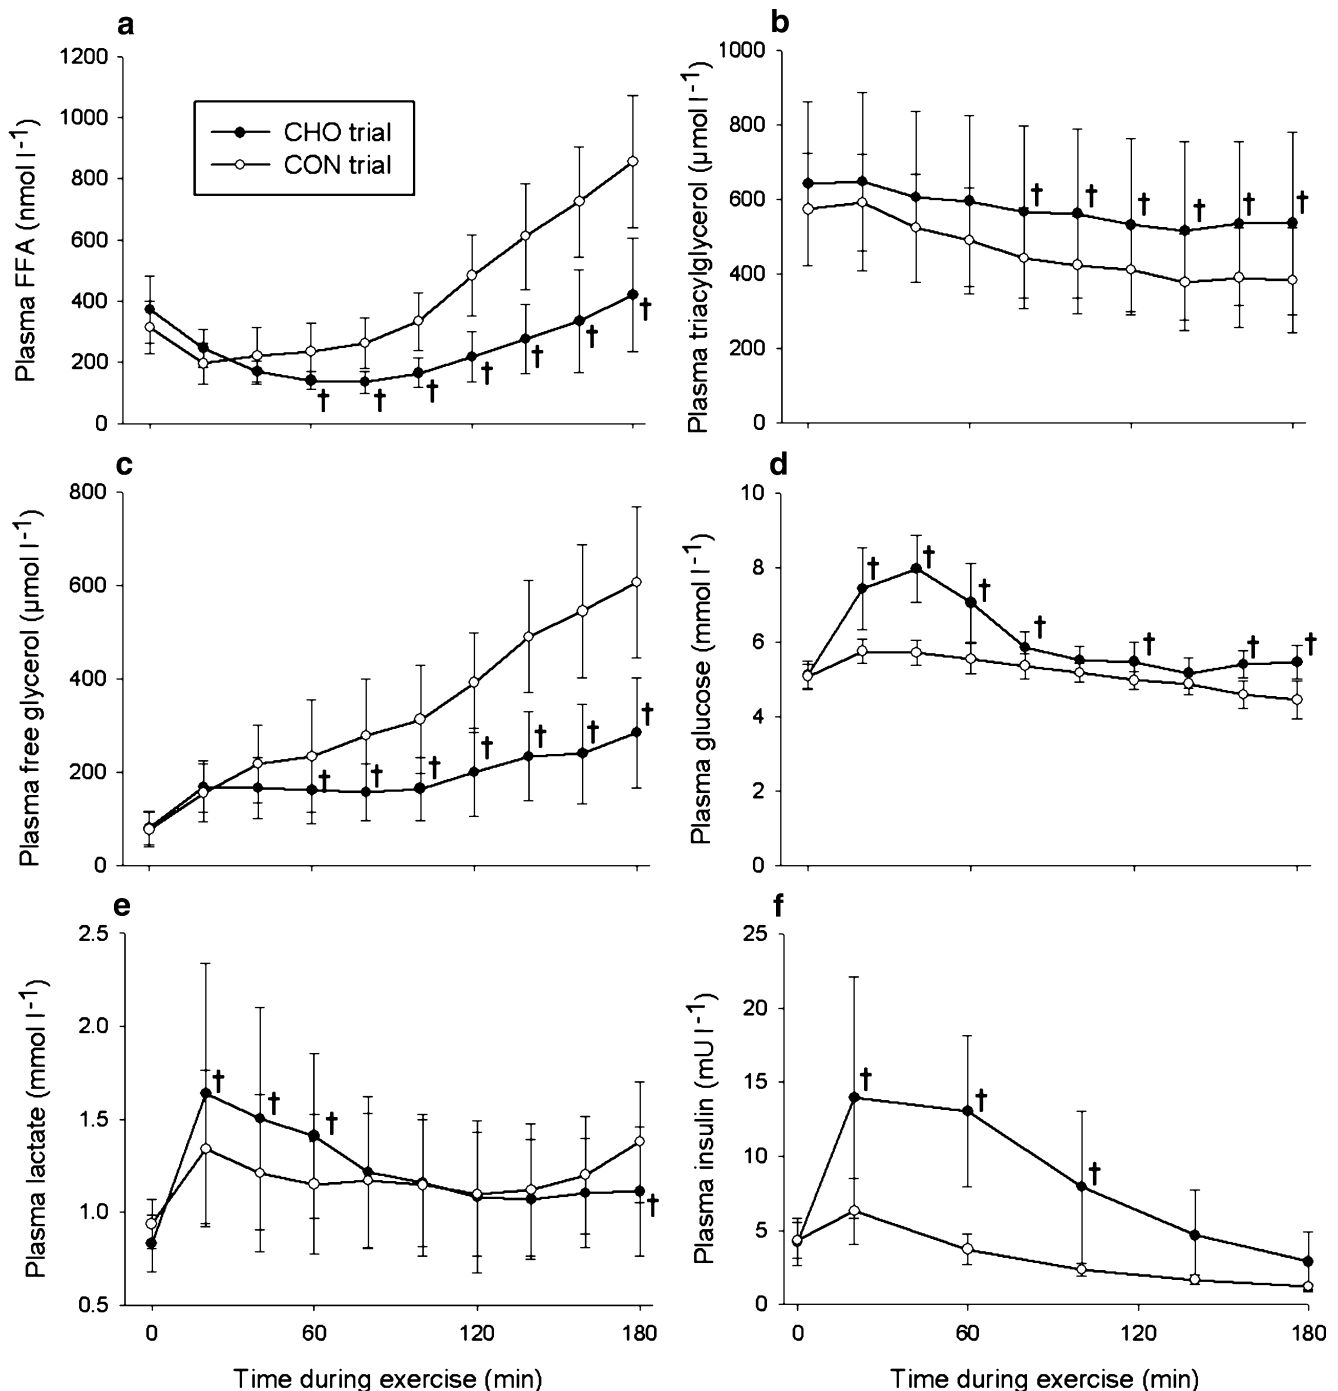 a
Plasma FFA (nmol l-1)
1200
1000
800
600
400
200
0
CHO trial
CON trial
† † † † † † †
b
Plasma triacylglycerol (µmol l-1)
1000
800
600
400
200
0
† † † † † †
c
Plasma free glycerol (µmol l-1)
800
600
400
200
0
† † † † † † †
d
Plasma glucose (mmol l-1)
10
8
6
4
2
0
† † † † † † †
e
Plasma lactate (mmol l-1)
2.5
2.0
1.5
1.0
0.5
† † † †
0 60 120 180
Time during exercise (min)
f
Plasma insulin (mU l-1)
25
20
15
10
5
0
† † †
0 60 120 180
Time during exercise (min)